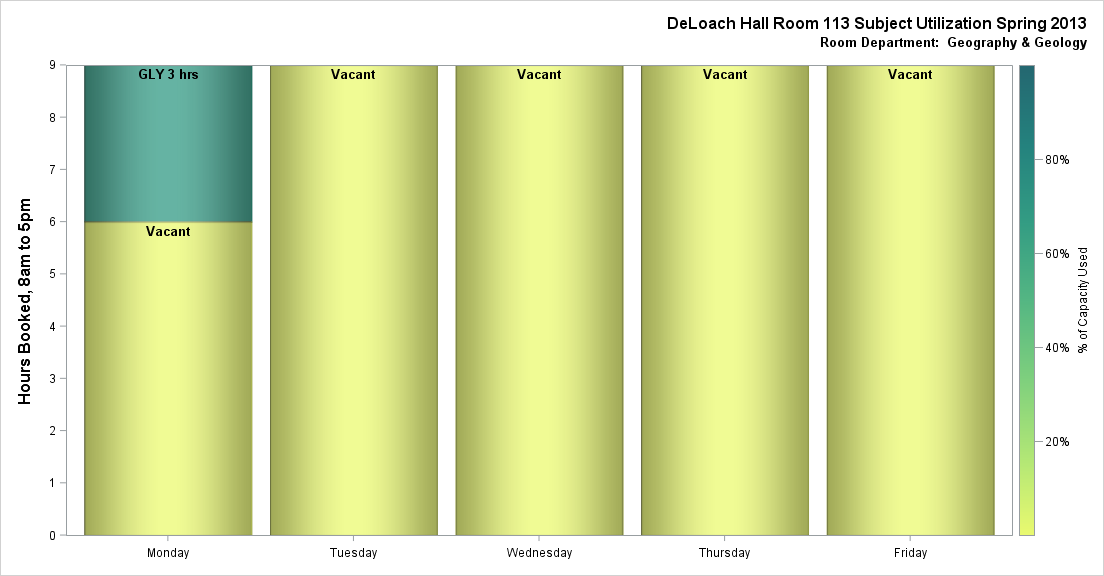 DeLoach Hall Room 113 Subject Utilization Spring 2013
Room Department: Geography & Geology
Hours Booked, 8am to 5pm
9
8
7
6
5
4
3
2
1
0
GLY 3 hrs
Vacant
Vacant
Vacant
Vacant
Vacant
Monday
Tuesday
Wednesday
Thursday
Friday
80%
60%
40%
20%
% of Capacity Used